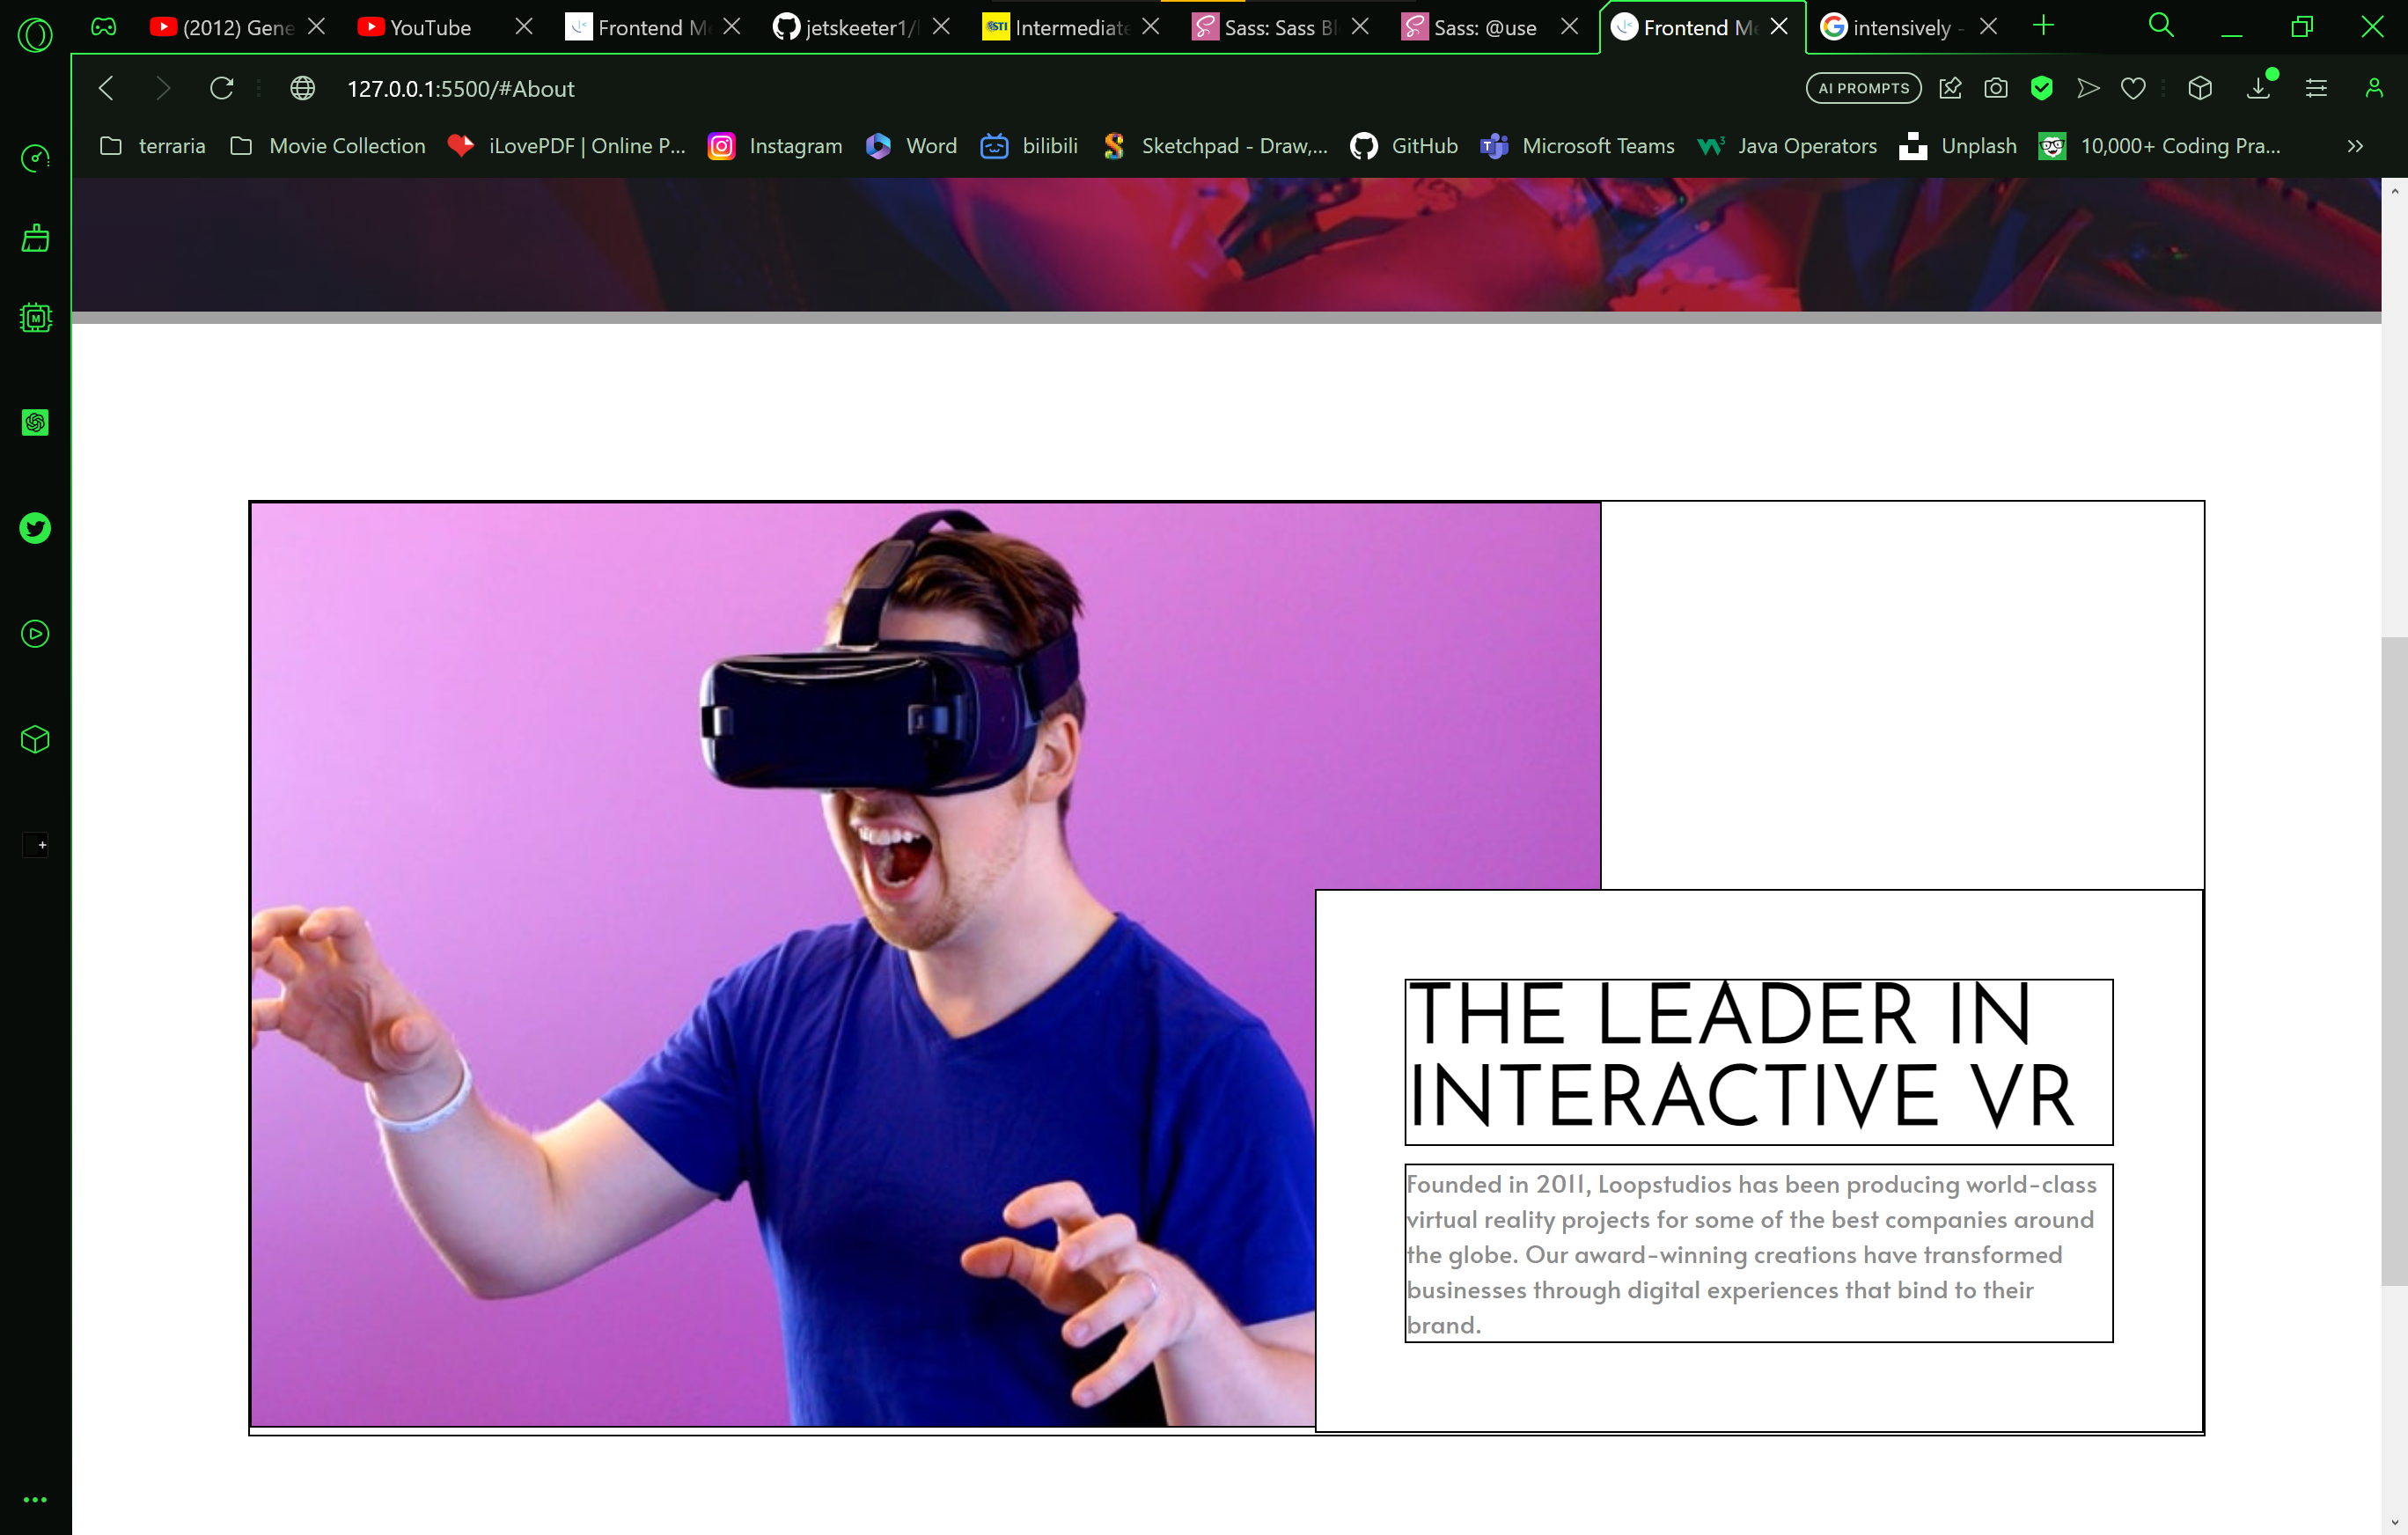 (2012) Gene
YouTube
Frontend M
jetskeeter1/
Intermediate
Sass: Sass Bl
Sass: @use
Frontend Me
intensively -
127.0.0.1:5500/#About
AI PROMPTS
terraria
Movie Collection
iLovePDF | Online P...
Instagram
Word
bilibili
Sketchpad - Draw,...
GitHub
Microsoft Teams
Java Operators
Unplash
10,000+ Coding Pra...
THE LEADER IN
INTERACTIVE VR
Founded in 2011, Loopstudios has been producing world-class
virtual reality projects for some of the best companies around
the globe. Our award-winning creations have transformed
businesses through digital experiences that bind to their
brand.